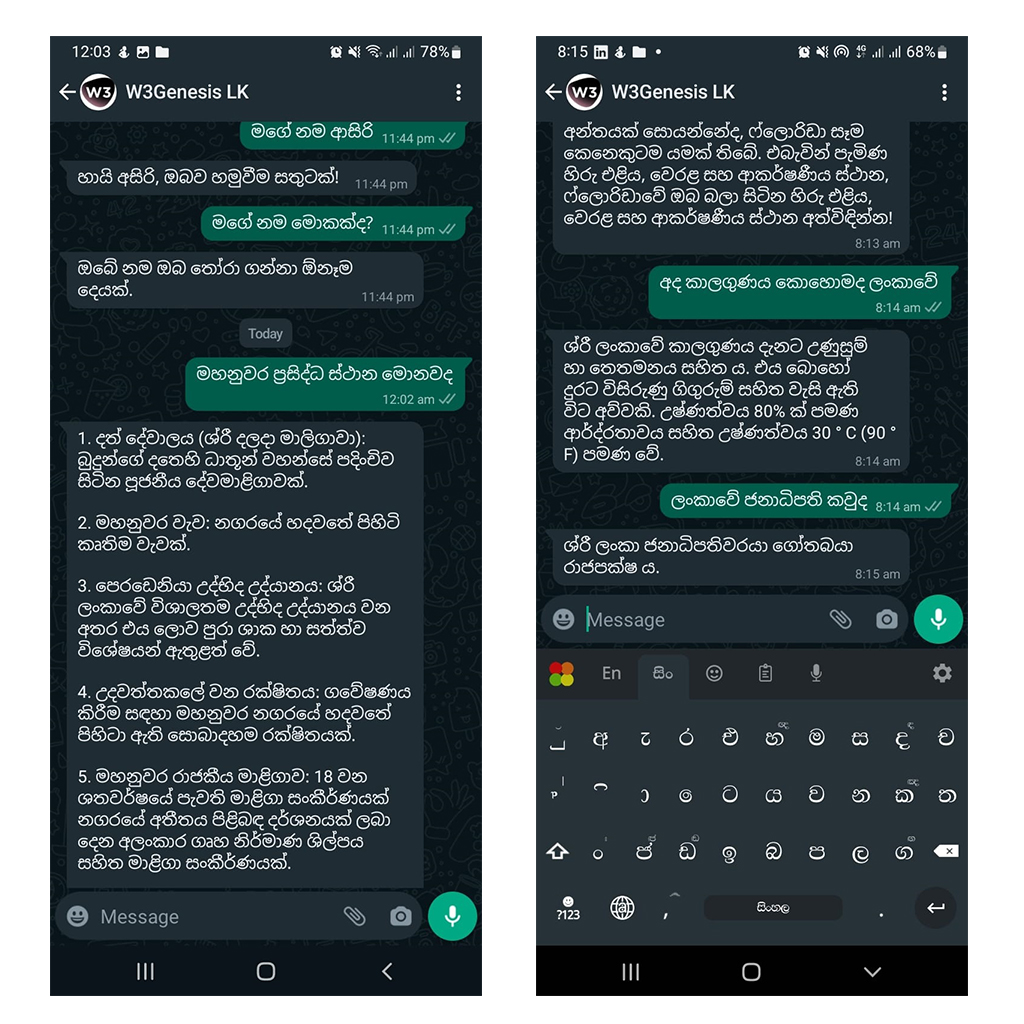 12:03
78%
W3
W3Genesis LK
මගේ නම ආසිරි 11:44 pm
හායි අසිරි, ඔබව හමුවීම සතුටක්! 11:44 pm
මගේ නම මොකක්ද? 11:44 pm
ඔබේ නම ඔබ තෝරා ගන්නා ඕනෑම
දෙයක්. 11:44 pm
Today
මහනුවර ප්‍රසිද්ධ ස්ථාන මොනවද
12:02 am
1. දත් දේවාලය (ශ්රී දලදා මාලිගාවා):
බුදුන්ගේ දතෙහි ධාතූන් වහන්සේ පදිංචිව
සිටින පූජනීය දේවමාළිගාවක්.
2. මහනුවර වැව: නගරයේ හදවතේ පිහිටි
කෘතිම වැවක්.
3. පෙරඩෙනියා උද්භිද උද්යානය: ශ්රී
ලංකාවේ විශාලතම උද්භිද උද්යානය වන
අතර එය ලොව පුරා ශාක හා සත්ත්ව
විශේෂයන් ඇතුළත් වේ.
4. උදවත්තකලේ වන රක්ෂිතය: ගවේෂණය
කිරීම සඳහා මහනුවර නගරයේ හදවතේ
පිහිටා ඇති සොබාදහම රක්ෂිතයක්.
5. මහනුවර රාජකීය මාළිගාව: 18 වන
ශතවර්ෂයේ පැවති මාළිගා සංකීර්ණයක්
නගරයේ අතීතය පිළිබඳ දර්ශනයක් ලබා
දෙන අලංකාර ගෘහ නිර්මාණ ශිල්පය
සහිත මාළිගා සංකීර්ණයක්.
Message
8:15 in
4G 68%
W3
W3Genesis LK
අන්තයක් සොයන්නේද, ෆ්ලොරිඩා සෑම
කෙනෙකුටම යමක් තිබේ. එබැවින් පැමිණ
හිරු එළිය, වෙරළ සහ ආකර්ෂණීය ස්ථාන,
ෆ්ලොරිඩාවේ ඔබ බලා සිටින හිරු එළිය,
වෙරළ සහ ආකර්ෂණීය ස්ථාන අත්විඳින්න!
8:13 am
අද කාලගුණය කොහොමද ලංකාවේ
8:14 am
ශ්රී ලංකාවේ කාලගුණය දැනට උණුසුම්
හා තෙතමනය සහිත ය. එය බොහෝ
දුරට විසිරුණු ගිගුරුම් සහිත වැසි ඇති
විට අව්වකි. උෂ්ණත්වය 80% ක් පමණ
ආර්ද්රතාවය සහිත උෂ්ණත්වය 30 ° C (90 °
F) පමණ වේ. 8:14 am
ලංකාවේ ජනාධිපති කවුද 8:14 am
ශ්රී ලංකා ජනාධිපතිවරයා ගෝතබයා
රාජපක්ෂ ය. 8:15 am
Message
En සිං
අ ැ ර එ හ ම ස ද ච
ා ෙ ට ය ව න ක ත
ං ජ ඩ ඉ බ ප ල ග
?123 , සිංහල .